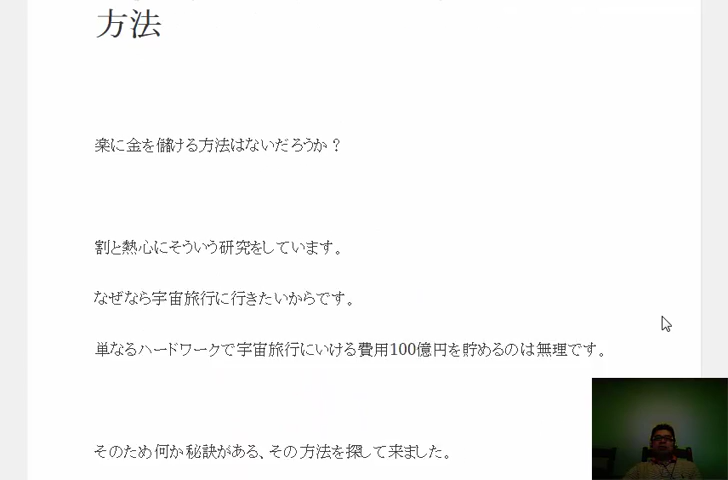 方法
楽に金を儲ける方法はないだろうか？
割と熱心にそういう研究をしています。
なぜなら宇宙旅行に行きたいからです。
単なるハードワークで宇宙旅行にいける費用100億円を貯めるのは無理です。
そのため何か秘訣がある、その方法を探して来ました。